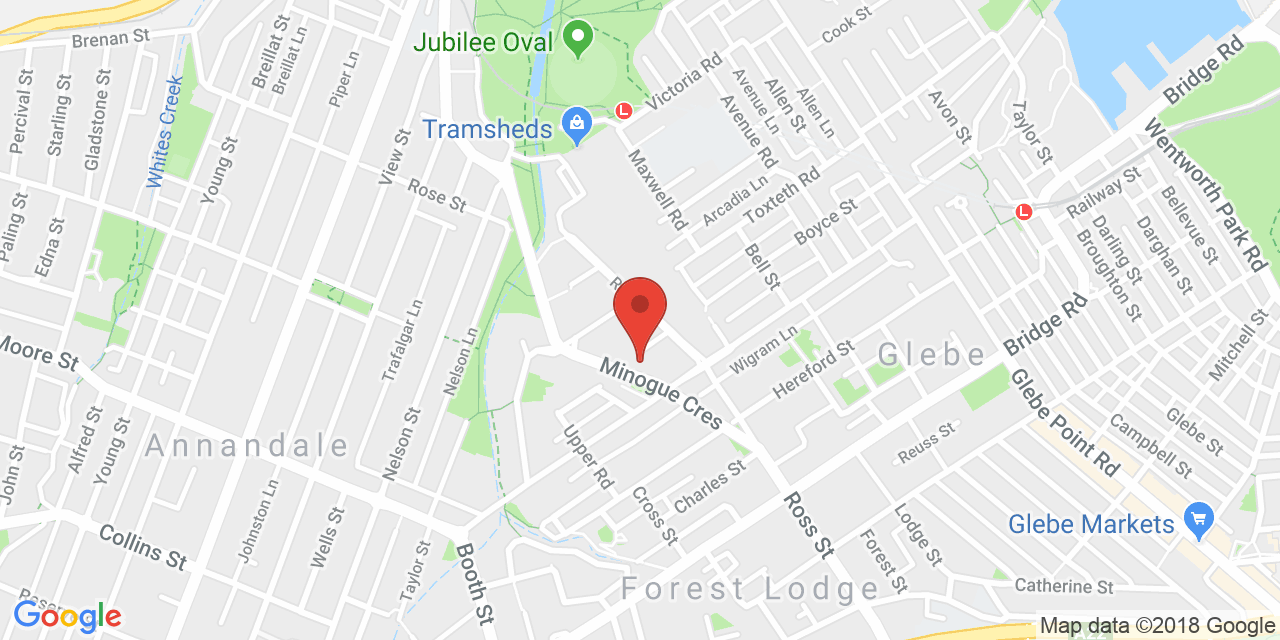 Brenan St
Breillat St
Breillat Ln
Piper Ln
Jubilee Oval
Victoria Rd
Cook St
Bridge Rd
Percival St
Starling St
Gladstone St
Whites Creek
Young St
View St
Tramsheds
L
Avenue Ln
Allen St
Allen Ln
Avenue Rd
Avon St
Taylor St
Wentworth Park Rd
Rose St
Maxwell Rd
Arcadia Ln
Toxteth Rd
Boyce St
Bell St
L
Railway St
Bellevue St
Darghan St
Darling St
Broughton St
Paling St
Edna St
Trafalgar Ln
Nelson Ln
Wigram Ln
Hereford St
Glebe
Bridge Rd
Mitchell St
Moore St
Minogue Cres
Glebe Point Rd
Glebe St
Campbell St
Annandale
Alfred St
Young St
Nelson St
John St
Upper Rd
Cross St
Charles St
Reuss St
Ross St
Johnston Ln
Wells St
Collins St
Taylor St
Booth St
Lodge St
Forest St
Glebe Markets
Catherine St
Forest Lodge
Google
Map data ©2018 Google